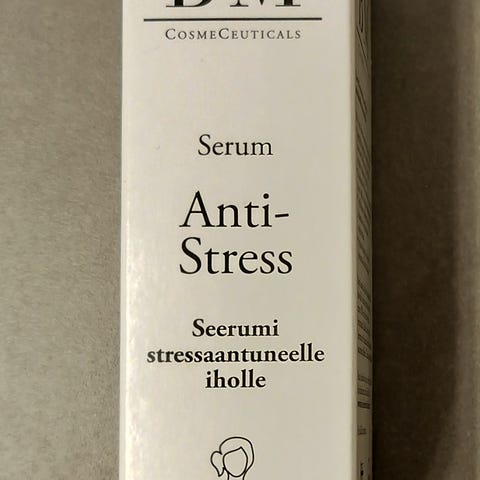 CosmeCeuticals
Serum
Anti-
Stress
Seerumi
stressaantuneelle
iholle